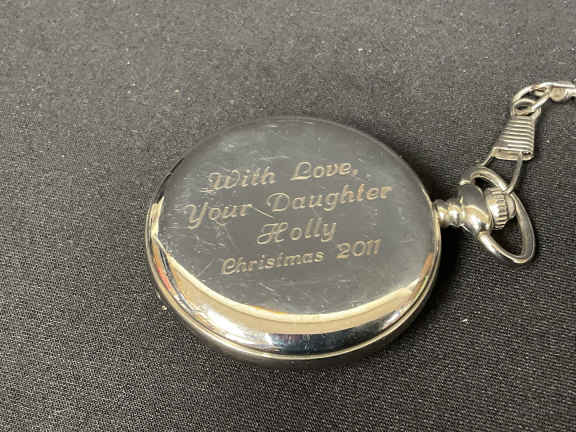 With Love,
Your Daughter
Holly
Christmas 2011